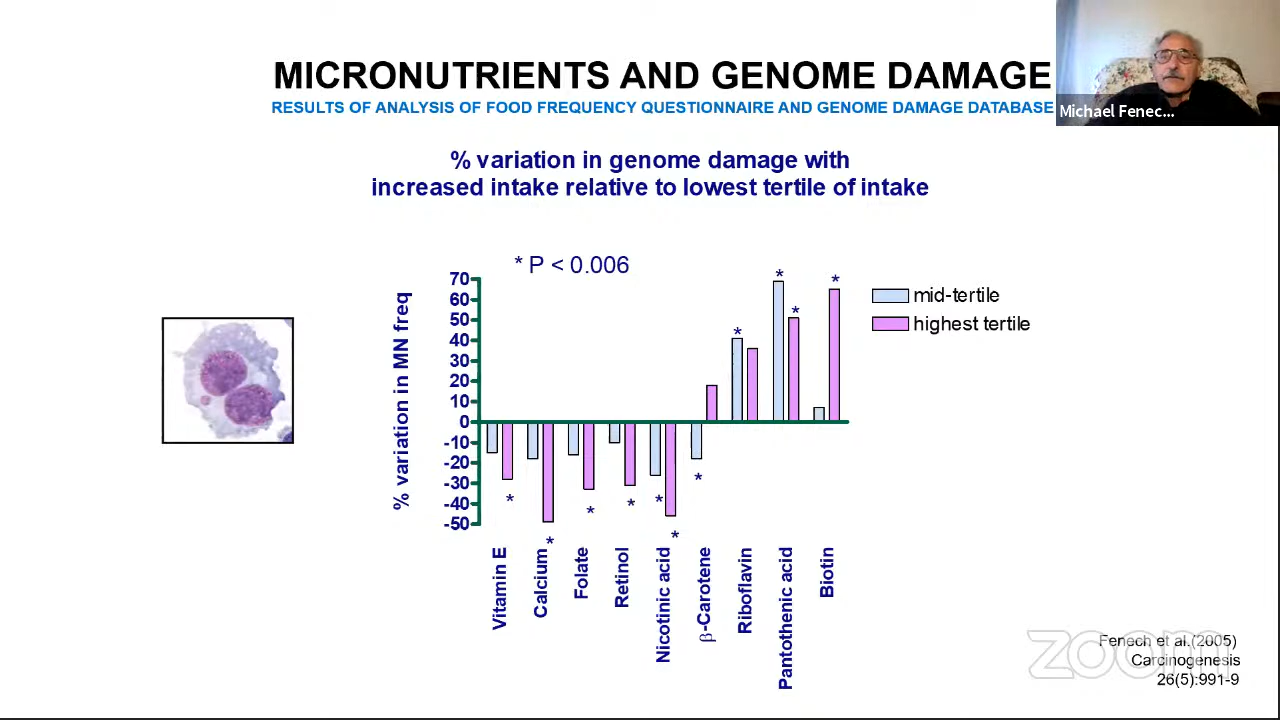 MICRONUTRIENTS AND GENOME DAMAGE
RESULTS OF ANALYSIS OF FOOD FREQUENCY QUESTIONNAIRE AND GENOME DAMAGE DATABASE
Michael Fenec...
% variation in genome damage with
increased intake relative to lowest tertile of intake
* P < 0.006
% variation in MN freq
70
60
50
40
30
20
10
0
-10
-20
-30
-40
-50
*
*
*
*
*
*
*
*
*
*
*
mid-tertile
highest tertile
Vitamin E
Calcium
Folate
Retinol
Nicotinic acid
β-Carotene
Riboflavin
Pantothenic acid
Biotin
zoom
Fenech et al.(2005)
Carcinogenesis
26(5):991-9